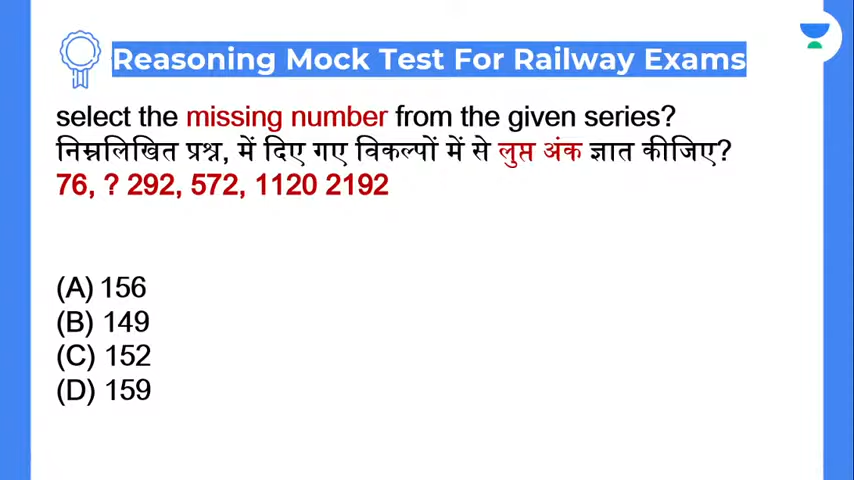 Reasoning Mock Test For Railway Exams
select the missing number from the given series?
निम्नलिखित प्रश्न, में दिए गए विकल्पों में से लुप्त अंक ज्ञात कीजिए?
76, ? 292, 572, 1120 2192
(A) 156
(B) 149
(C) 152
(D) 159